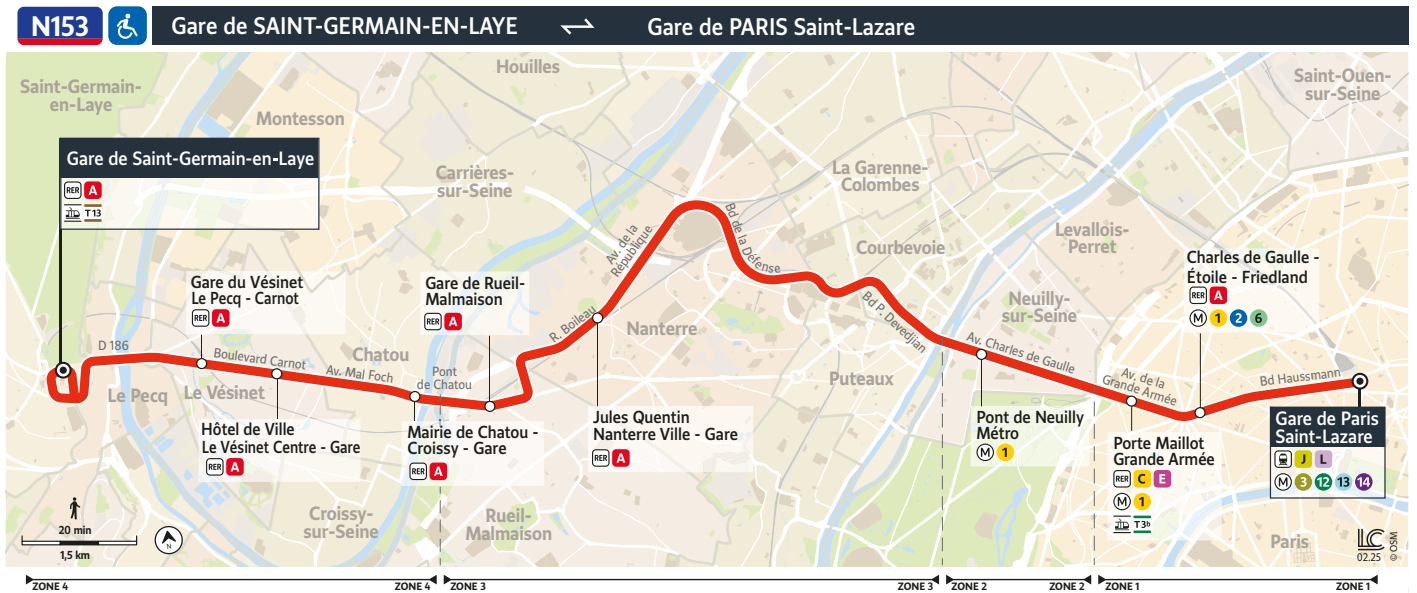 N153
Gare de SAINT-GERMAIN-EN-LAYE
Gare de PARIS Saint-Lazare
Saint-Germain-
en-Laye
Montesson
Houilles
Carrières-
sur-Seine
La Garenne-
Colombes
Courbevoie
Levallois-
Perret
Saint-Ouen-
sur-Seine
Neuilly-
sur-Seine
Puteaux
Nanterre
Chatou
Le Vésinet
Le Pecq
Croissy-
sur-Seine
Rueil-
Malmaison
Paris
Gare de Saint-Germain-en-Laye
RER A
T13
D 186
Gare du Vésinet
Le Pecq - Carnot
RER A
Boulevard Carnot
Hôtel de Ville
Le Vésinet Centre - Gare
RER A
Av. Mal Foch
Pont
de Chatou
Mairie de Chatou -
Croissy - Gare
RER A
Gare de Rueil-
Malmaison
RER A
R. Boileau
Jules Quentin
Nanterre Ville - Gare
RER A
Av. de la
République
Bd de la Défense
Bd P. Devedjian
Av. Charles de Gaulle
Pont de Neuilly
Métro
M 1
Av. de la
Grande Armée
Porte Maillot
Grande Armée
RER C E
M 1
T3b
Charles de Gaulle -
Étoile - Friedland
RER A
M 1 2 6
Bd Haussmann
Gare de Paris
Saint-Lazare
J L
M 3 12 13 14
20 min
1,5 km
N
LC
02.25
© OSM
ZONE 4
ZONE 4
ZONE 3
ZONE 3
ZONE 2
ZONE 2
ZONE 1
ZONE 1